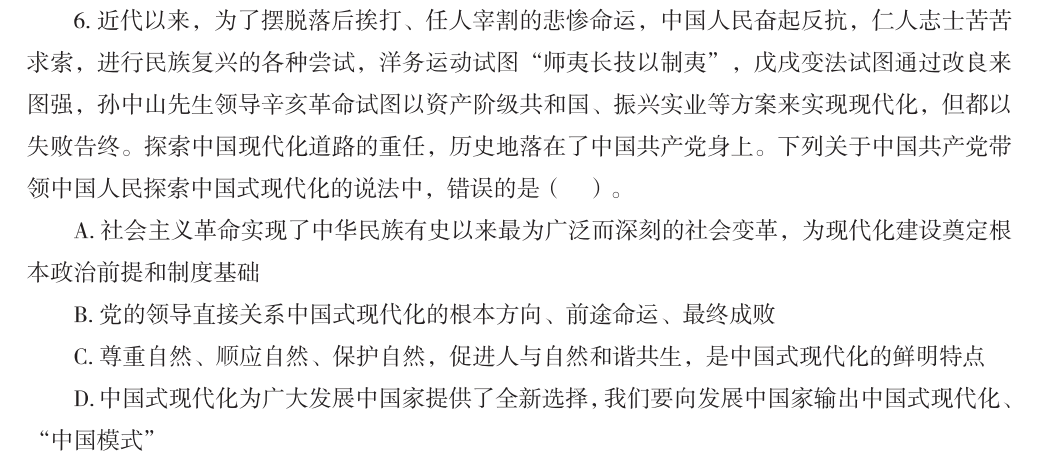 6. 近代以来，为了摆脱落后挨打、任人宰割的悲惨命运，中国人民奋起反抗，仁人志士苦苦
求索，进行民族复兴的各种尝试，洋务运动试图“师夷长技以制夷”，戊戌变法试图通过改良来
图强，孙中山先生领导辛亥革命试图以资产阶级共和国、振兴实业等方案来实现现代化，但都以
失败告终。探索中国现代化道路的重任，历史地落在了中国共产党身上。下列关于中国共产党带
领中国人民探索中国式现代化的说法中，错误的是（　）。
A. 社会主义革命实现了中华民族有史以来最为广泛而深刻的社会变革，为现代化建设奠定根
本政治前提和制度基础
B. 党的领导直接关系中国式现代化的根本方向、前途命运、最终成败
C. 尊重自然、顺应自然、保护自然，促进人与自然和谐共生，是中国式现代化的鲜明特点
D. 中国式现代化为广大发展中国家提供了全新选择，我们要向发展中国家输出中国式现代化、
“中国模式”